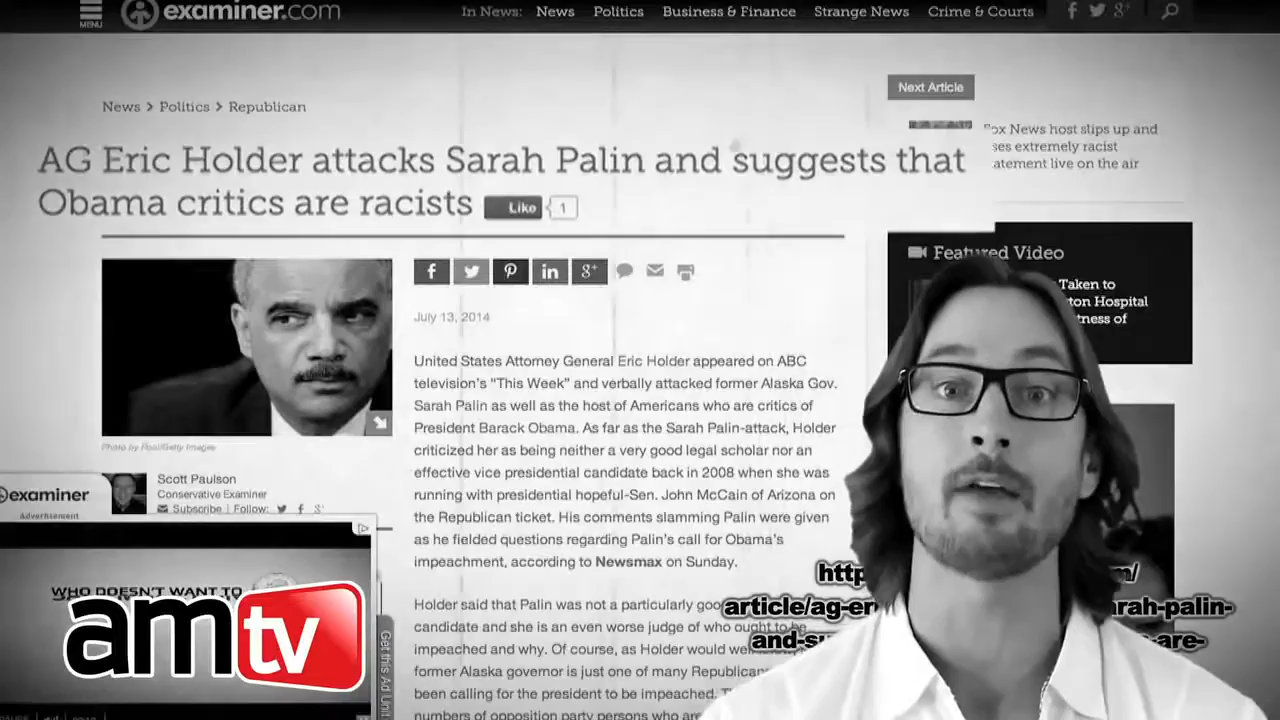 MENU
examiner.com
In News: News Politics Business & Finance Strange News Crime & Courts
Next Article
News > Politics > Republican
Fox News host slips up and
extremely racist
live on the air
AG Eric Holder attacks Sarah Palin and suggests that
Obama critics are racists
Like 1
Featured Video
Taken to
Hospital
July 13, 2014
United States Attorney General Eric Holder appeared on ABC
television's "This Week" and verbally attacked former Alaska Gov.
Sarah Palin as well as the host of Americans who are critics of
President Barack Obama. As far as the Sarah Palin-attack, Holder
criticized her as being neither a very good legal scholar nor an
effective vice presidential candidate back in 2008 when she was
running with presidential hopeful-Sen. John McCain of Arizona on
the Republican ticket. His comments slamming Palin were given
as he fielded questions regarding Palin's call for Obama's
impeachment, according to Newsmax on Sunday.
Photo by Pool/Getty Images
Scott Paulson
Conservative Examiner
Subscribe | Follow:
examiner
Advertisement
WHO DOESN'T WANT TO
amtv
Get this Ad Unit
Holder said that Palin was not a particularly
candidate and she is an even worse judge of who ought to be
impeached and why. Of course, as Holder would
former Alaska governor is just one of many
been calling for the president to be impeached.
numbers of opposition party persons who are
http
article/ag-er arah-palin-
and-su are-